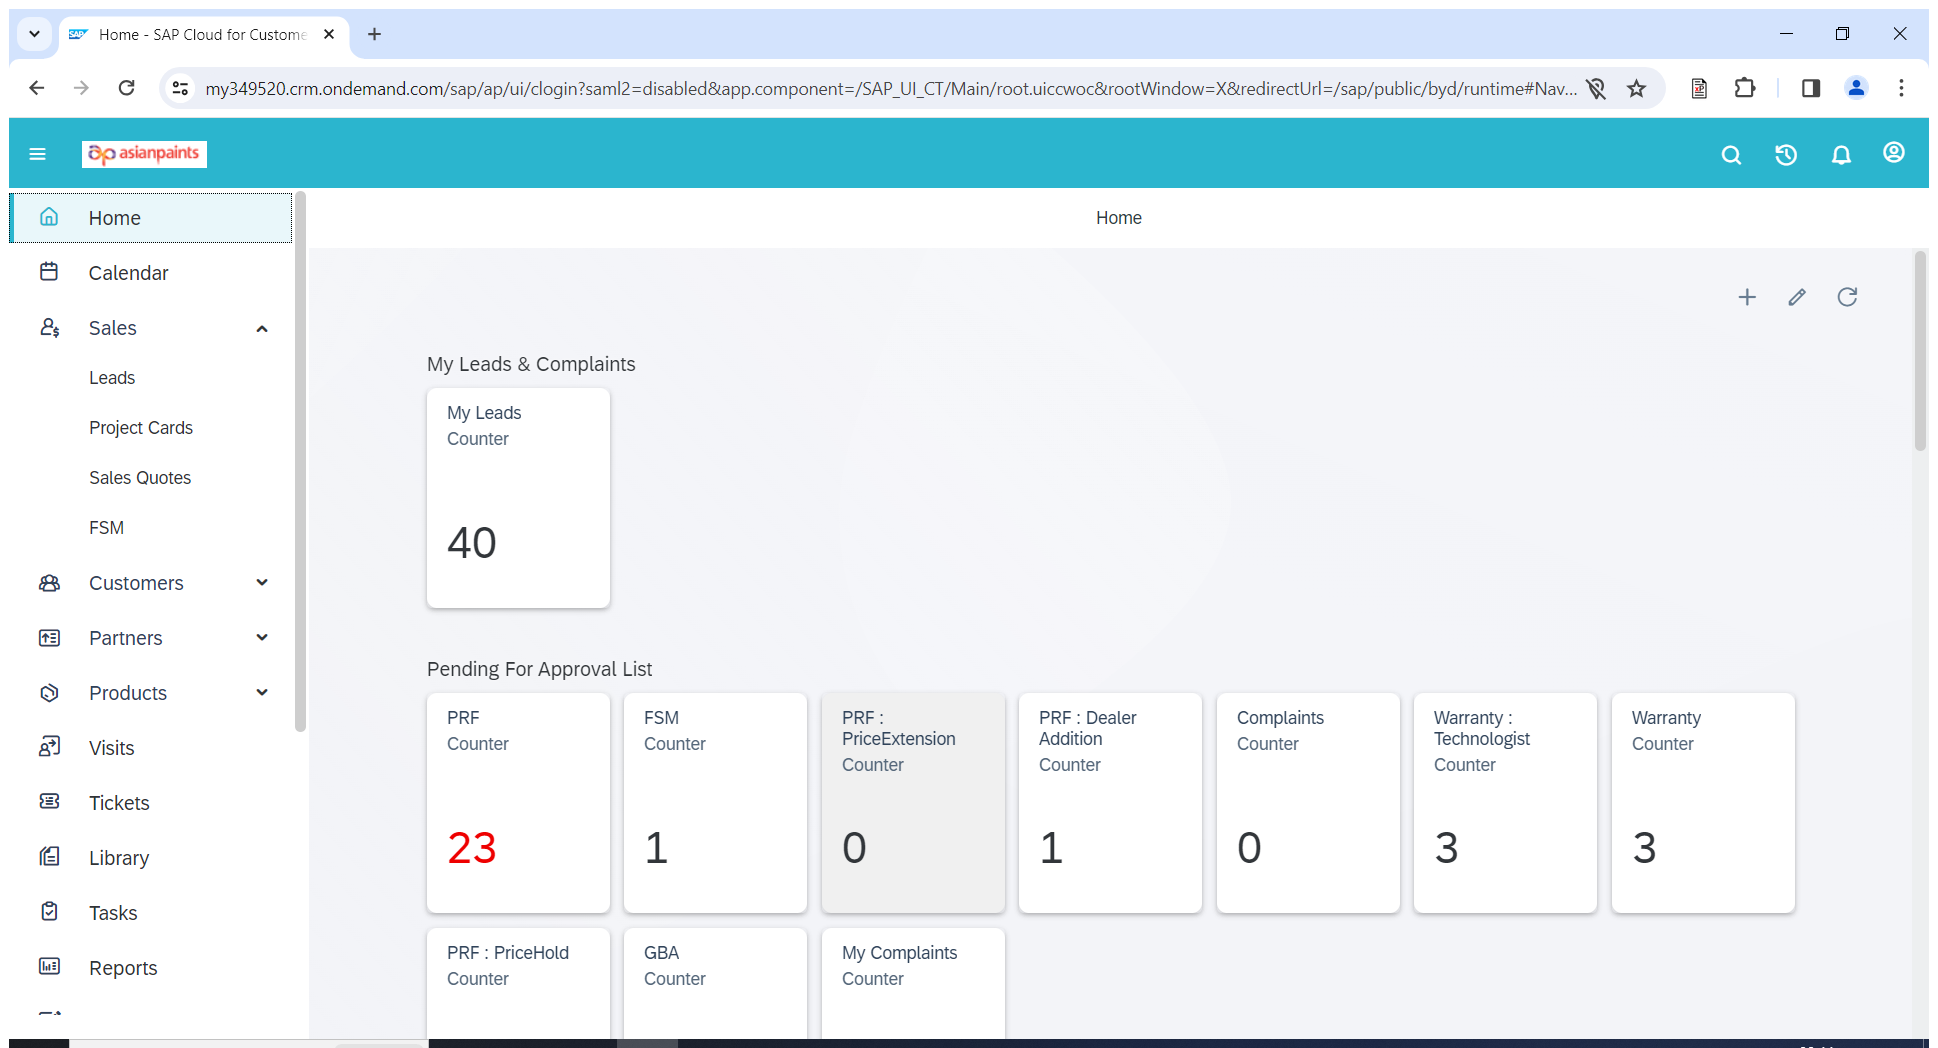 Home - SAP Cloud for Custome
my349520.crm.ondemand.com/sap/ap/ui/clogin?saml2=disabled&app.component=/SAP_UI_CT/Main/root.uiccwoc&rootWindow=X&redirectUrl=/sap/public/byd/runtime#Nav...
ap asianpaints
Home
Calendar
Sales
Leads
Project Cards
Sales Quotes
FSM
Customers
Partners
Products
Visits
Tickets
Library
Tasks
Reports
Home
My Leads & Complaints
My Leads
Counter
40
Pending For Approval List
PRF
Counter
23
FSM
Counter
1
PRF :
PriceExtension
Counter
0
PRF : Dealer
Addition
Counter
1
Complaints
Counter
0
Warranty :
Technologist
Counter
3
Warranty
Counter
3
PRF : PriceHold
Counter
GBA
Counter
My Complaints
Counter